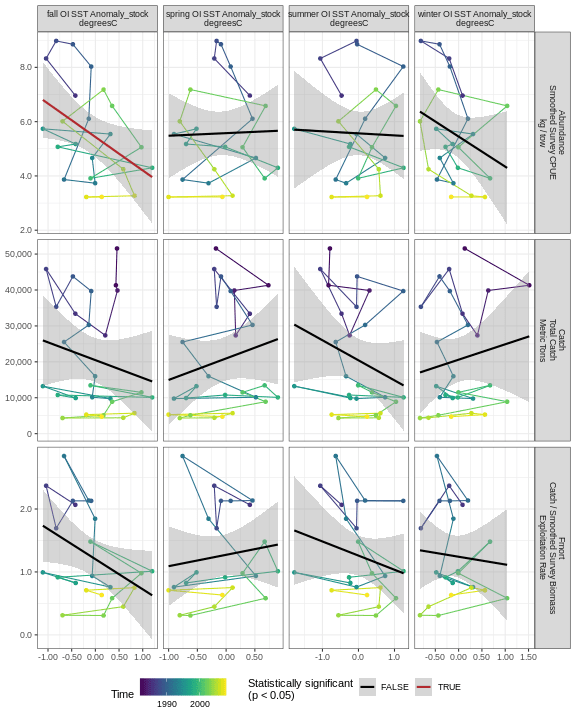 fall OI SST Anomaly_stock
degreesC
spring OI SST Anomaly_stock
degreesC
summer OI SST Anomaly_stock
degreesC
winter OI SST Anomaly_stock
degreesC
8.0
6.0
4.0
2.0
Abundance
Smoothed Survey CPUE
kg / tow
50,000
40,000
30,000
20,000
10,000
0
Catch
Total Catch
Metric Tons
2.0
1.0
0.0
Fmort
Catch / Smoothed Survey Biomass
Exploitation Rate
-1.00 -0.50 0.00 0.50 1.00
-0.50 0.00 0.50
-1.0 0.0 1.0
-0.50 0.00 0.50 1.00 1.50
Time
1990 2000
Statistically significant
(p < 0.05)
FALSE
TRUE